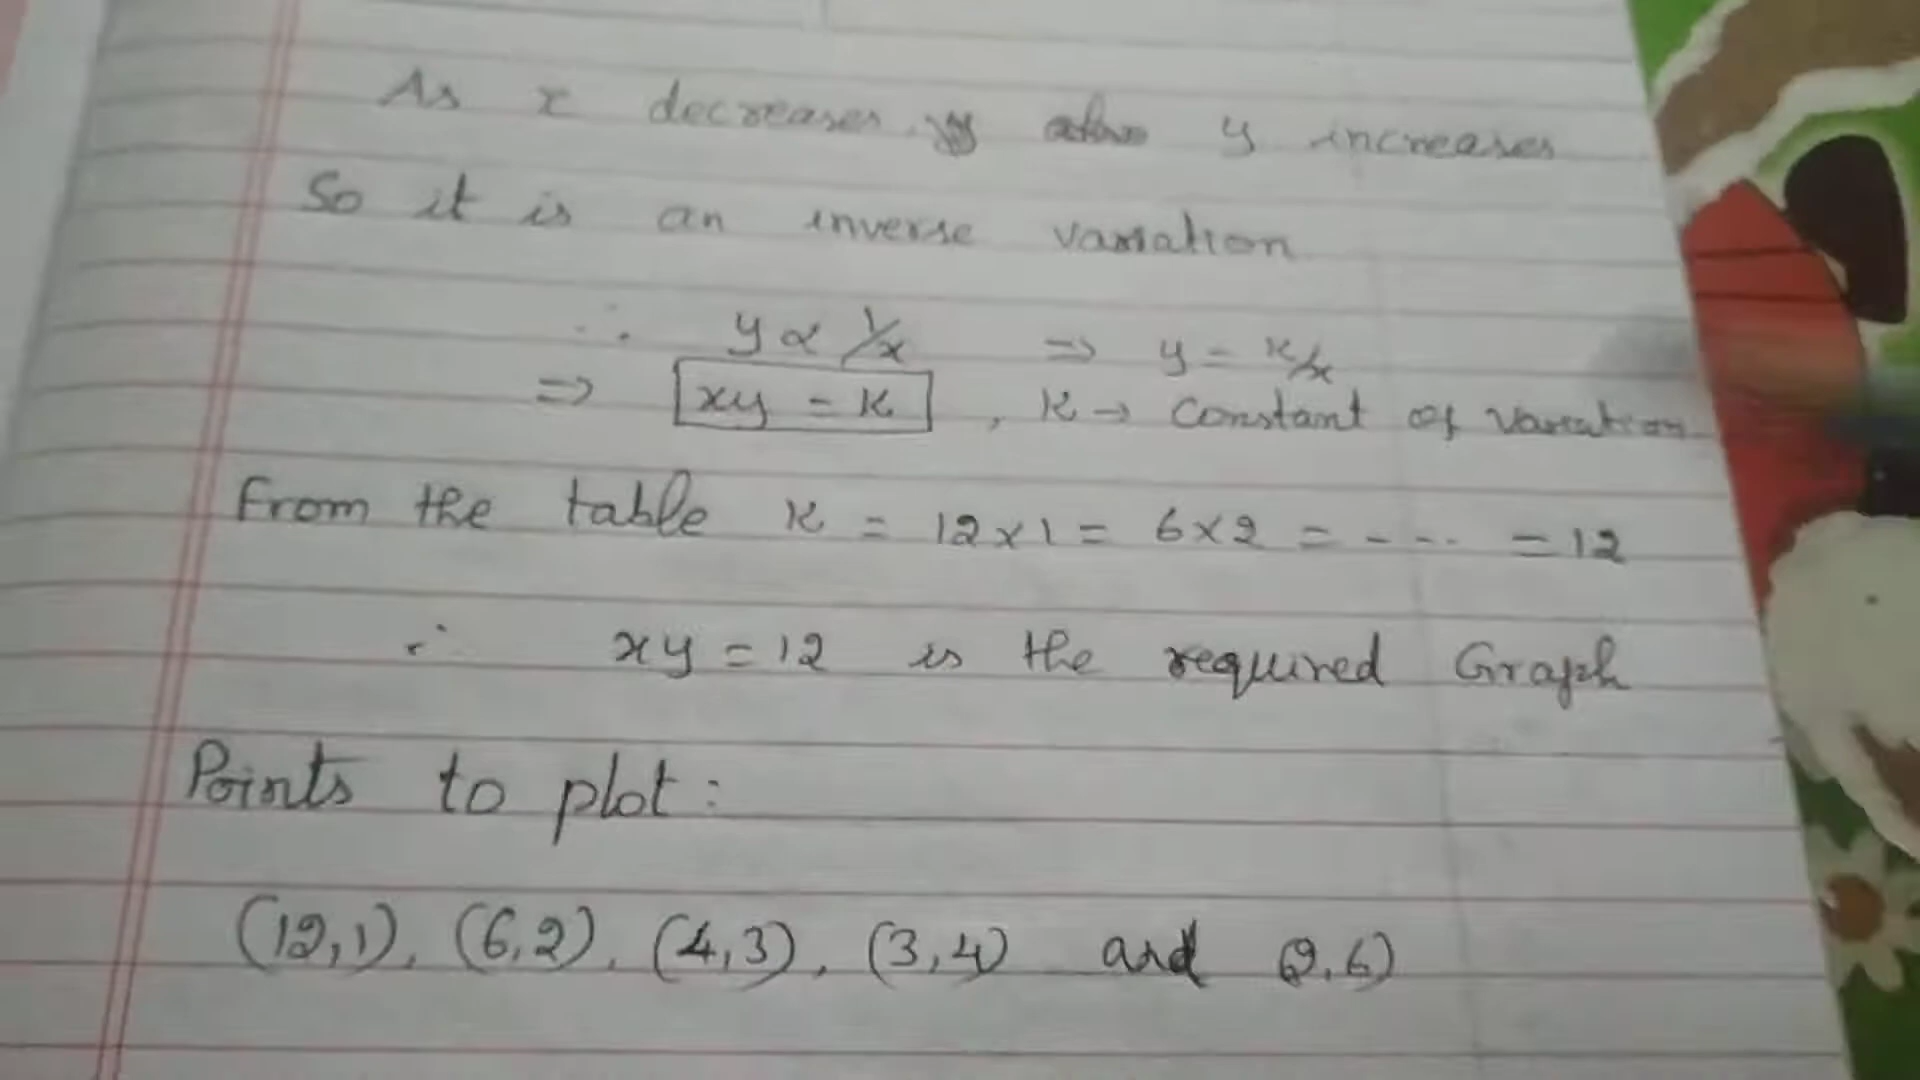 As x decreases, y increases
So it is an inverse variation
∴ y ∝ 1/x ⇒ y = k/x
⇒ xy = k , k → Constant of variation
From the table k = 12×1 = 6×2 = - - -.. = 12
∴ xy = 12 is the required Graph
Points to plot:
(12,1), (6,2), (4,3), (3,4) and (2,6)